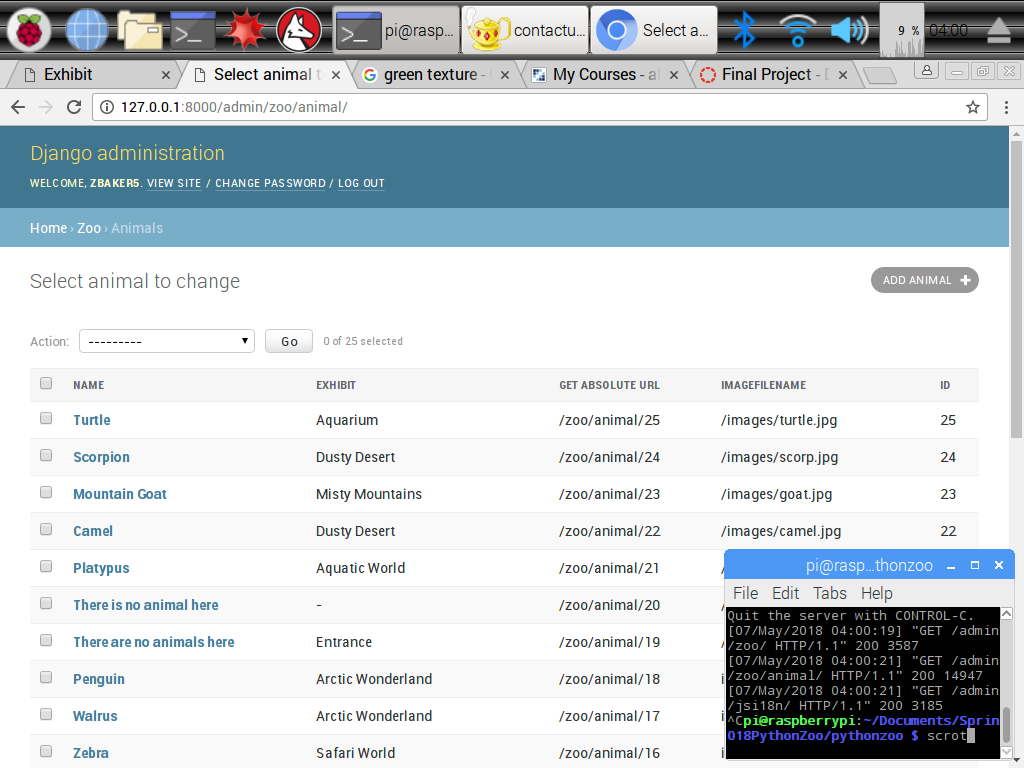 pi@rasp... contactu... Select a... 9 % 04:00
Exhibit Select animal t green texture - My Courses - al Final Project -
127.0.0.1:8000/admin/zoo/animal/
Django administration
WELCOME, ZBAKER5. VIEW SITE / CHANGE PASSWORD / LOG OUT
Home › Zoo › Animals
Select animal to change
ADD ANIMAL +
Action: --------- Go 0 of 25 selected
NAME EXHIBIT GET ABSOLUTE URL IMAGEFILENAME ID
Turtle Aquarium /zoo/animal/25 /images/turtle.jpg 25
Scorpion Dusty Desert /zoo/animal/24 /images/scorp.jpg 24
Mountain Goat Misty Mountains /zoo/animal/23 /images/goat.jpg 23
Camel Dusty Desert /zoo/animal/22 /images/camel.jpg 22
Platypus Aquatic World /zoo/animal/21
There is no animal here - /zoo/animal/20
There are no animals here Entrance /zoo/animal/19
Penguin Arctic Wonderland /zoo/animal/18
Walrus Arctic Wonderland /zoo/animal/17
Zebra Safari World /zoo/animal/16
pi@rasp...thonzoo
File Edit Tabs Help
Quit the server with CONTROL-C.
[07/May/2018 04:00:19] "GET /admin
/zoo/ HTTP/1.1" 200 3587
[07/May/2018 04:00:21] "GET /admin
/zoo/animal/ HTTP/1.1" 200 14947
[07/May/2018 04:00:21] "GET /admin
/jsi18n/ HTTP/1.1" 200 3185
^Cpi@raspberrypi:~/Documents/Sprin
018PythonZoo/pythonzoo $ scrot